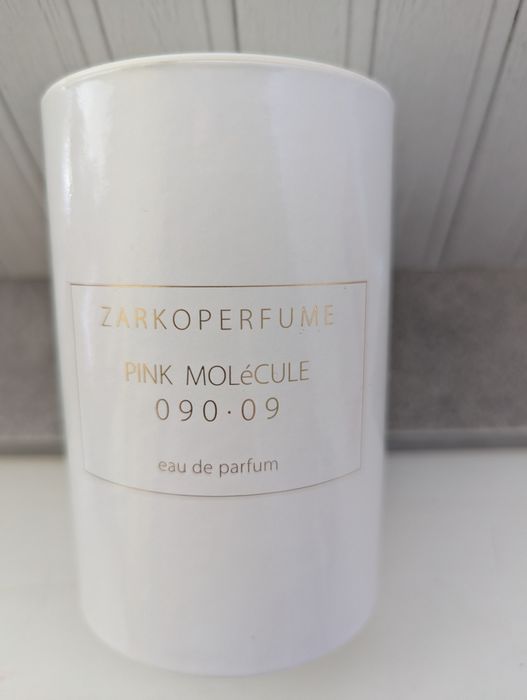 ZARKOPERFUME
PINK MOLéCULE
090·09
eau de parfum